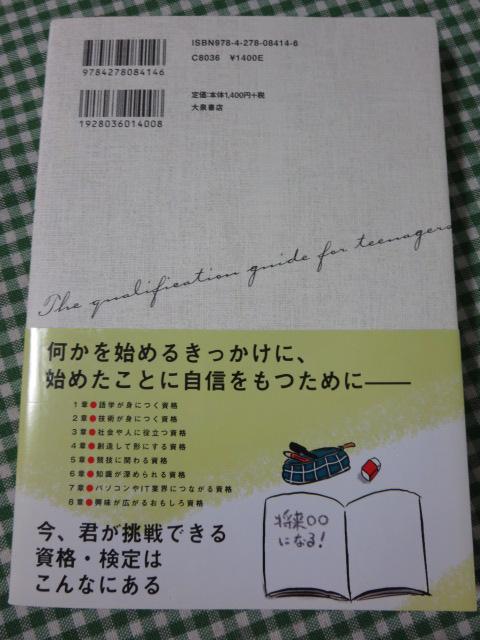 ISBN978-4-278-08414-6
C8036 ¥1400E
9784278084146
定価:本体1,400円+税
大泉書店
1928036014008
The qualification guide for teenagers
何かを始めるきっかけに、
始めたことに自信をもつために――
1章●語学が身につく資格
2章●技術が身につく資格
3章●社会や人に役立つ資格
4章●創造して形にする資格
5章●競技に関わる資格
6章●知識が深められる資格
7章●パソコンやIT業界につながる資格
8章●興味が広がるおもしろ資格
将来○○
になる!
今、君が挑戦できる
資格・検定は
こんなにある